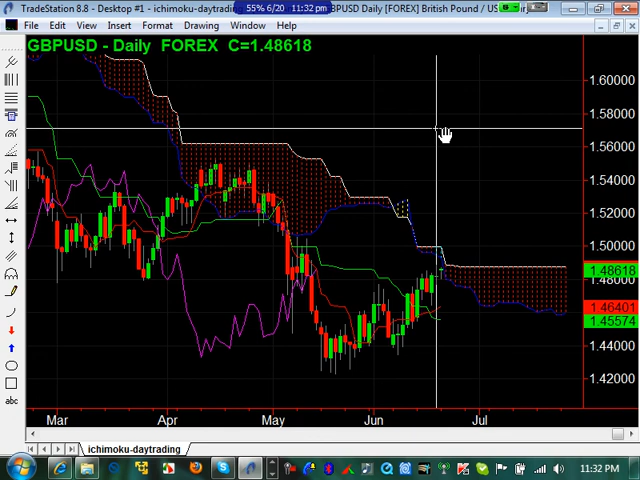 TradeStation 8.8 - Desktop #1 - ichimoku-daytrading
55% 6/20 11:32 pm
GBPUSD Daily [FOREX] British Pound / US
File Edit View Insert Format Drawing Window Help
GBPUSD - Daily FOREX C=1.48618
1.60000
1.58000
1.56000
1.54000
1.52000
1.50000
1.48618
1.48000
1.46401
1.45574
1.44000
1.42000
Mar Apr May Jun Jul
abc
ichimoku-daytrading
11:32 PM